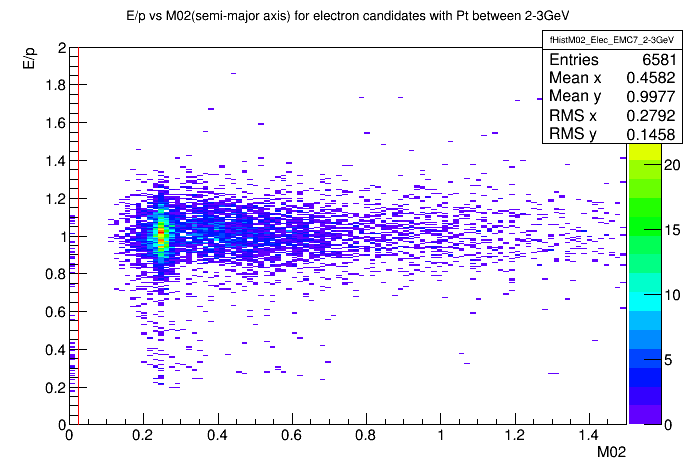 E/p vs M02(semi-major axis) for electron candidates with Pt between 2-3GeV
fHistM02_Elec_EMC7_2-3GeV
Entries 6581
Mean x 0.4582
Mean y 0.9977
RMS x 0.2792
RMS y 0.1458
E/p
2
1.8
1.6
1.4
1.2
1
0.8
0.6
0.4
0.2
0
20
15
10
5
0
0 0.2 0.4 0.6 0.8 1 1.2 1.4
M02